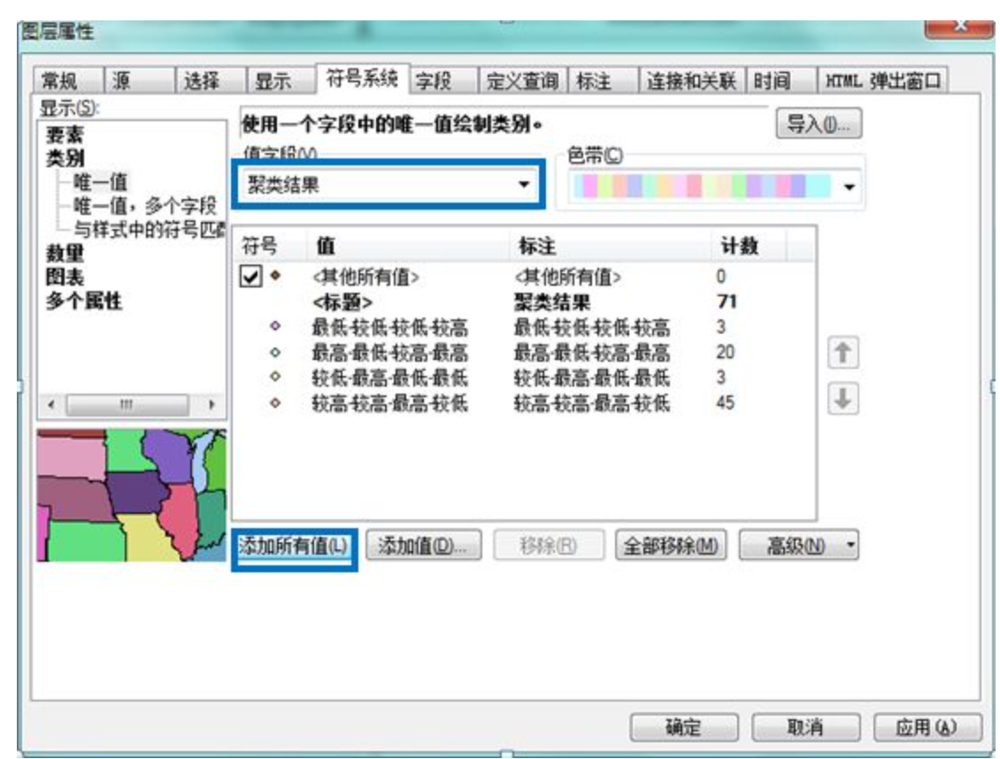 图层属性
常规 源 选择 显示 符号系统 字段 定义查询 标注 连接和关联 时间 HTML 弹出窗口
显示(S):
要素
类别
唯一值
唯一值，多个字段
与样式中的符号匹配
数量
图表
多个属性
使用一个字段中的唯一值绘制类别。
导入(I)...
值字段(V)
色带(C)
聚类结果
符号 值 标注 计数
<其他所有值> <其他所有值> 0
<标题> 聚类结果 71
最低-较低-较低-较高 最低-较低-较低-较高 3
最高-最低-较高-最高 最高-最低-较高-最高 20
较低-最高-最低-最低 较低-最高-最低-最低 3
较高-较高-最高-较低 较高-较高-最高-较低 45
添加所有值(L) 添加值(D)... 移除(R) 全部移除(M) 高级(N)
确定 取消 应用(A)